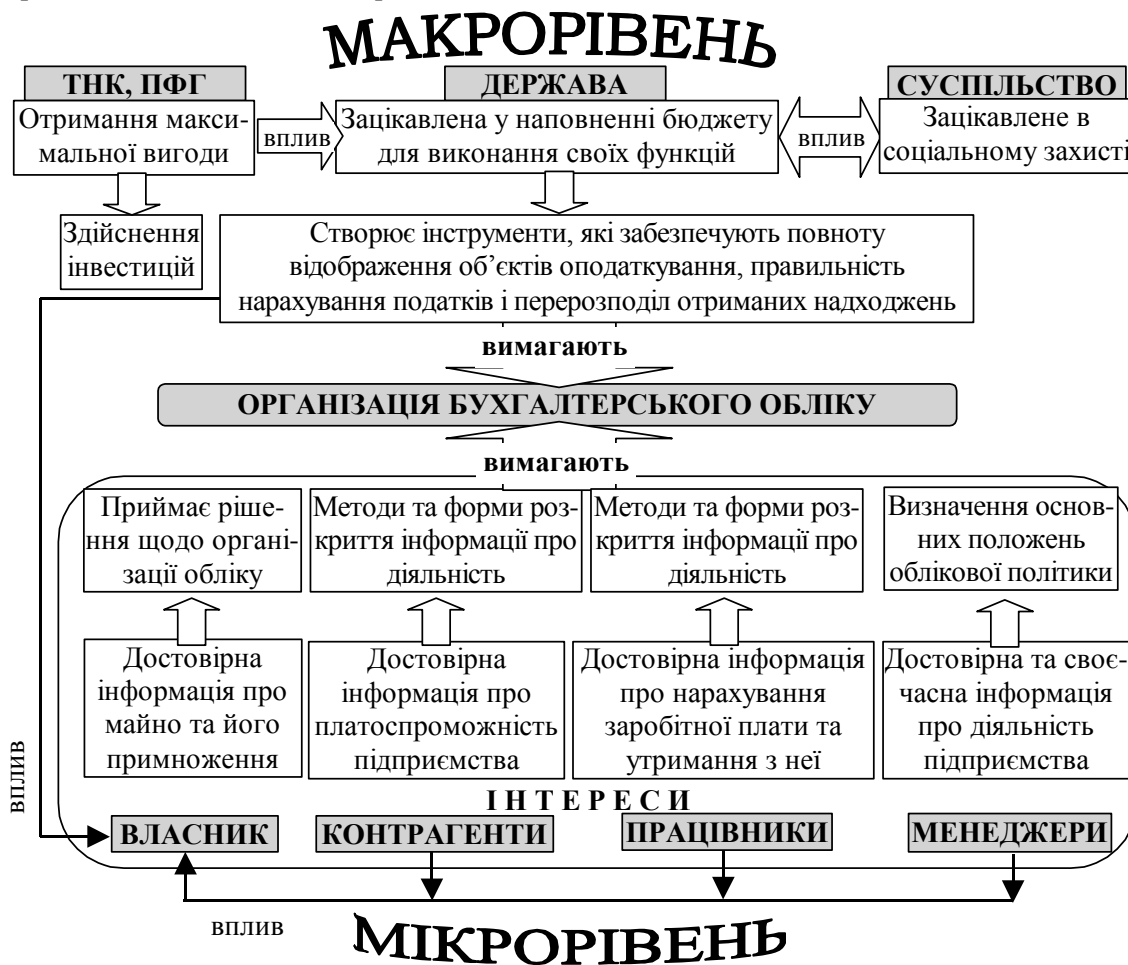 МАКРОРІВЕНЬ
ТНК, ПФГ
Отримання макси-
мальної вигоди
вплив
ДЕРЖАВА
Зацікавлена у наповненні бюджету
для виконання своїх функцій
вплив
СУСПІЛЬСТВО
Зацікавлене в
соціальному захисті
Здійснення
інвестицій
Створює інструменти, які забезпечують повноту
відображення об’єктів оподаткування, правильність
нарахування податків і перерозподіл отриманих надходжень
вимагають
ОРГАНІЗАЦІЯ БУХГАЛТЕРСЬКОГО ОБЛІКУ
вимагають
Приймає ріше-
ння щодо органі-
зації обліку
Методи та форми роз-
криття інформації про
діяльність
Методи та форми роз-
криття інформації про
діяльність
Визначення основ-
них положень
облікової політики
Достовірна
інформація про
майно та його
примноження
Достовірна
інформація про
платоспроможність
підприємства
Достовірна інформація
про нарахування
заробітної плати та
утримання з неї
Достовірна та своє-
часна інформація
про діяльність
підприємства
вплив
ІНТЕРЕСИ
ВЛАСНИК
КОНТРАГЕНТИ
ПРАЦІВНИКИ
МЕНЕДЖЕРИ
вплив
МІКРОРІВЕНЬ